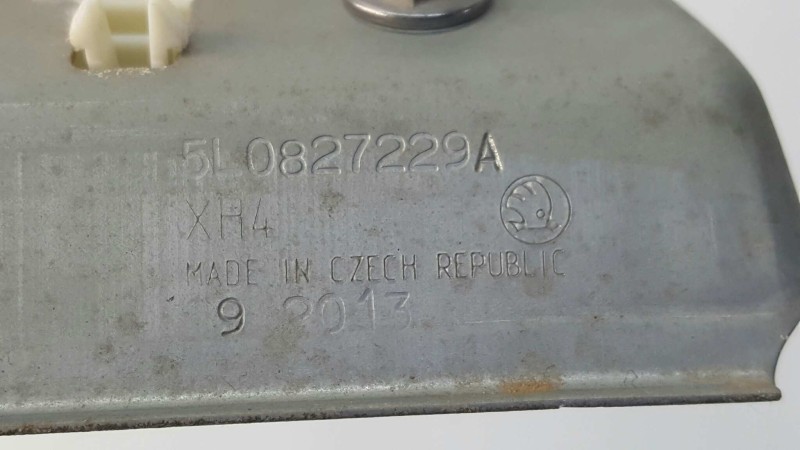 5L0827229A
XH4
MADE IN CZECH REPUBLIC
9 2013